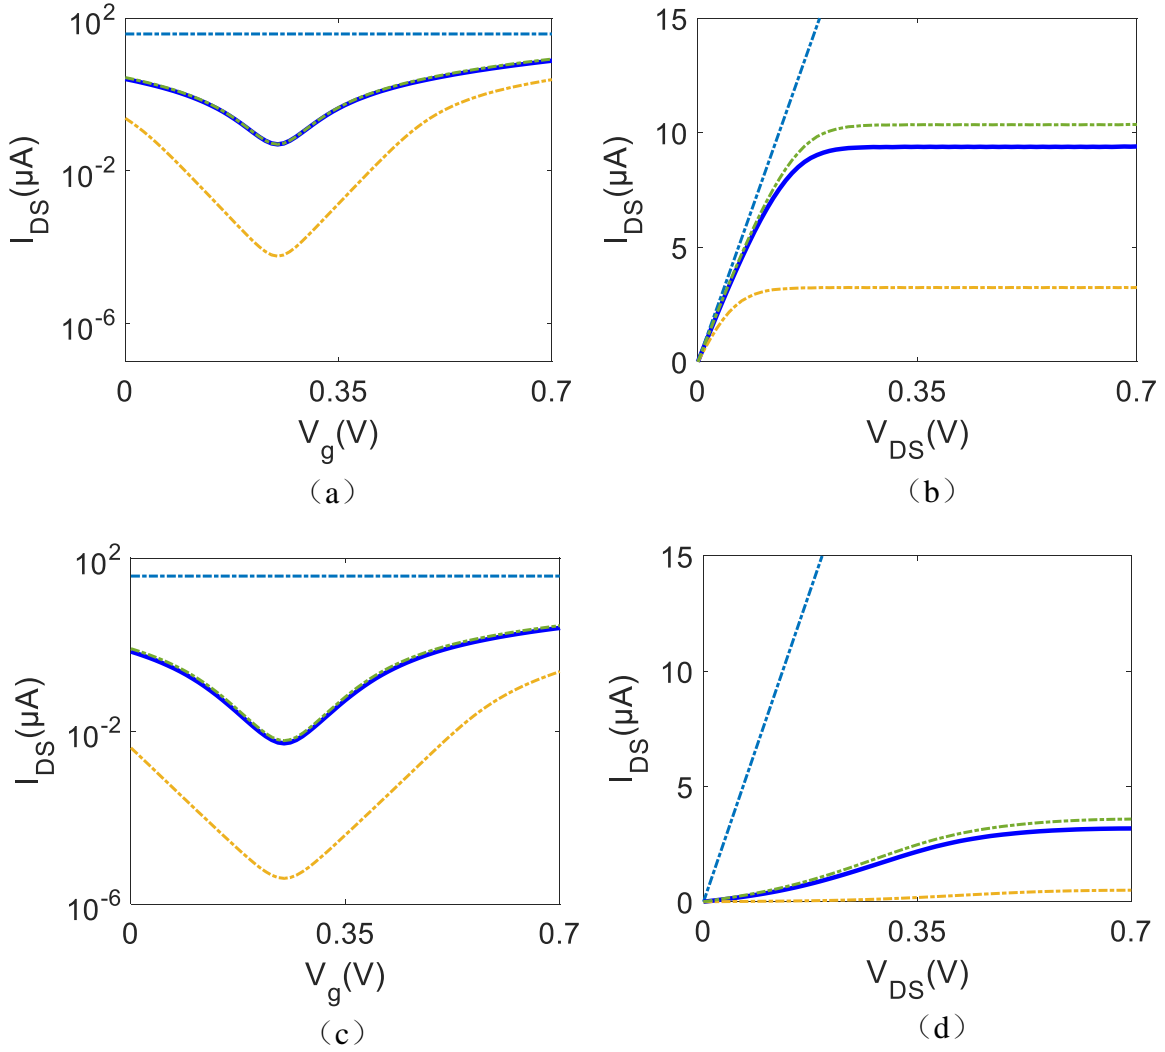 10^2
10^-2
10^-6
I_DS(μA)
0 0.35 0.7
V_g(V)
（a）
15
10
5
0
I_DS(μA)
0 0.35 0.7
V_DS(V)
（b）
10^2
10^-2
10^-6
I_DS(μA)
0 0.35 0.7
V_g(V)
（c）
15
10
5
0
I_DS(μA)
0 0.35 0.7
V_DS(V)
（d）